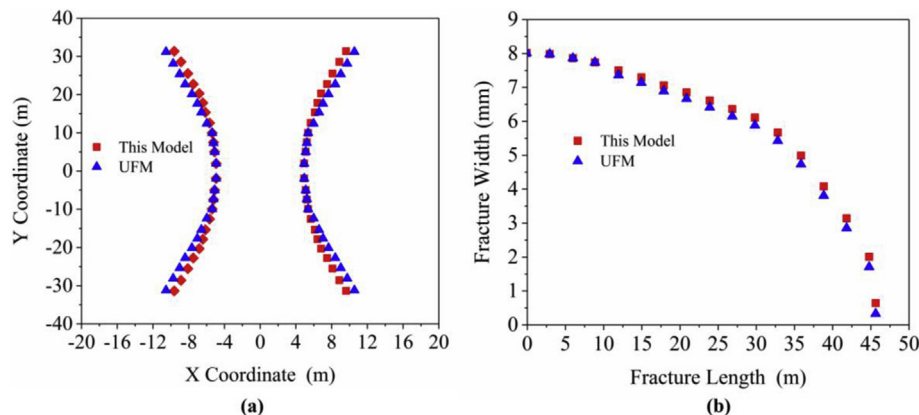 40
30
20
10
0
-10
-20
-30
-40
Y Coordinate (m)
This Model
UFM
-20 -16 -12 -8 -4 0 4 8 12 16 20
X Coordinate (m)
(a)
9
8
7
6
5
4
3
2
1
0
Fracture Width (mm)
This Model
UFM
0 5 10 15 20 25 30 35 40 45 50
Fracture Length (m)
(b)